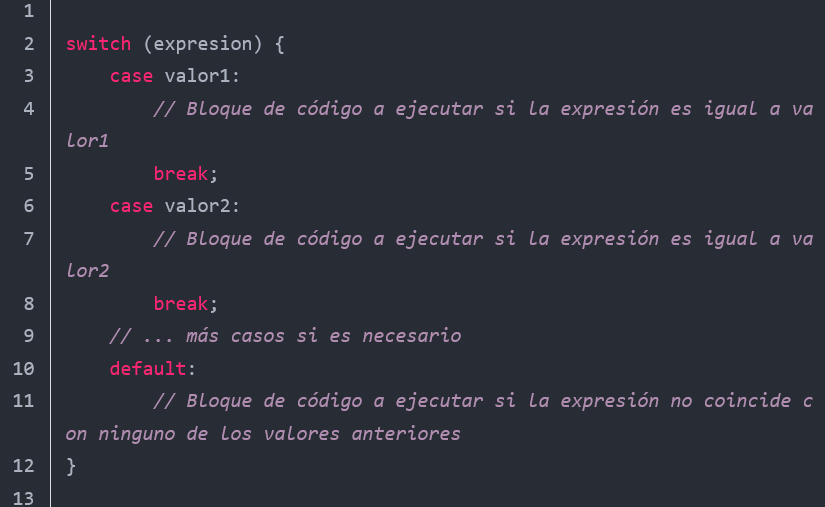 1
2 switch (expresion) {
3 case valor1:
4 // Bloque de código a ejecutar si la expresión es igual a va
lor1
5 break;
6 case valor2:
7 // Bloque de código a ejecutar si la expresión es igual a va
lor2
8 break;
9 // ... más casos si es necesario
10 default:
11 // Bloque de código a ejecutar si la expresión no coincide c
on ninguno de los valores anteriores
12 }
13